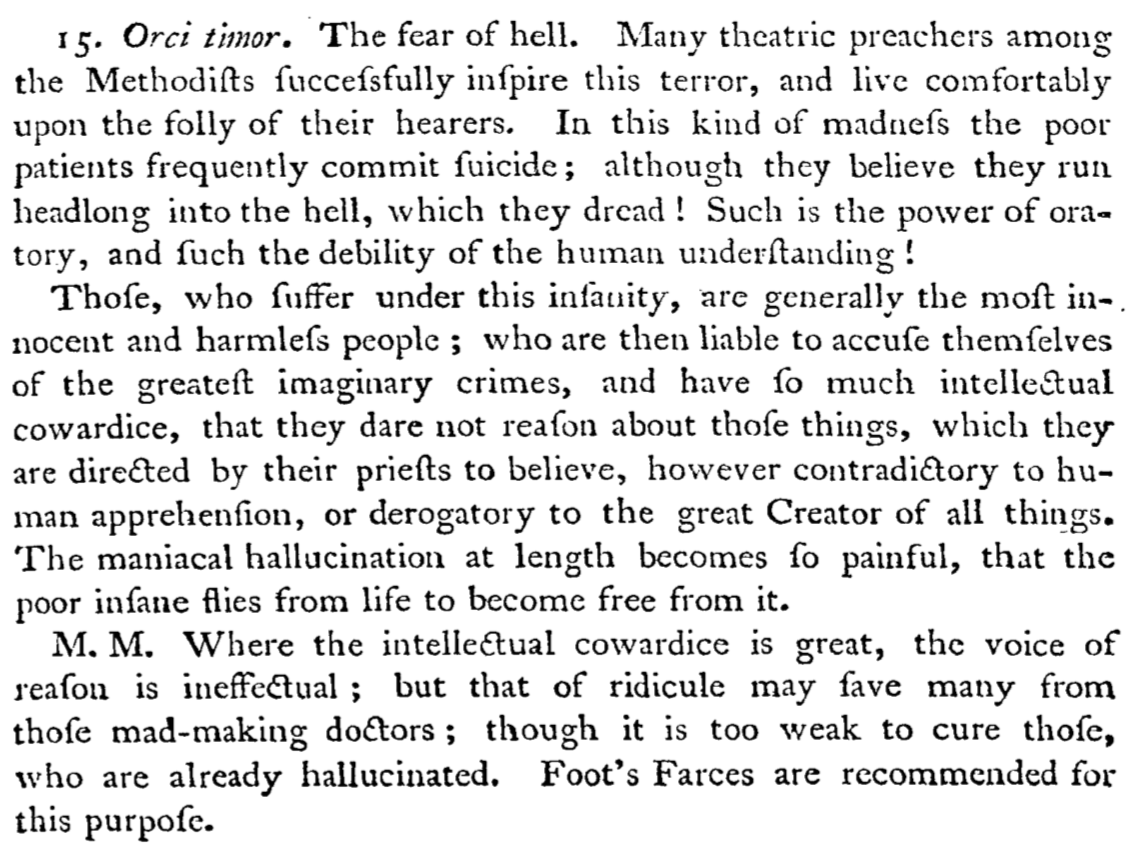 15. Orci timor. The fear of hell. Many theatric preachers among
the Methodiſts ſucceſsfully inſpire this terror, and live comfortably
upon the folly of their hearers. In this kind of madneſs the poor
patients frequently commit ſuicide; although they believe they run
headlong into the hell, which they dread! Such is the power of ora-
tory, and ſuch the debility of the human underſtanding!
Thoſe, who ſuffer under this inſanity, are generally the moſt in-
nocent and harmleſs people; who are then liable to accuſe themſelves
of the greateſt imaginary crimes, and have ſo much intellectual
cowardice, that they dare not reaſon about thoſe things, which they
are directed by their prieſts to believe, however contradictory to hu-
man apprehenſion, or derogatory to the great Creator of all things.
The maniacal hallucination at length becomes ſo painful, that the
poor inſane flies from life to become free from it.
M. M. Where the intellectual cowardice is great, the voice of
reaſon is ineffectual; but that of ridicule may ſave many from
thoſe mad-making doctors; though it is too weak to cure thoſe,
who are already hallucinated. Foot's Farces are recommended for
this purpoſe.